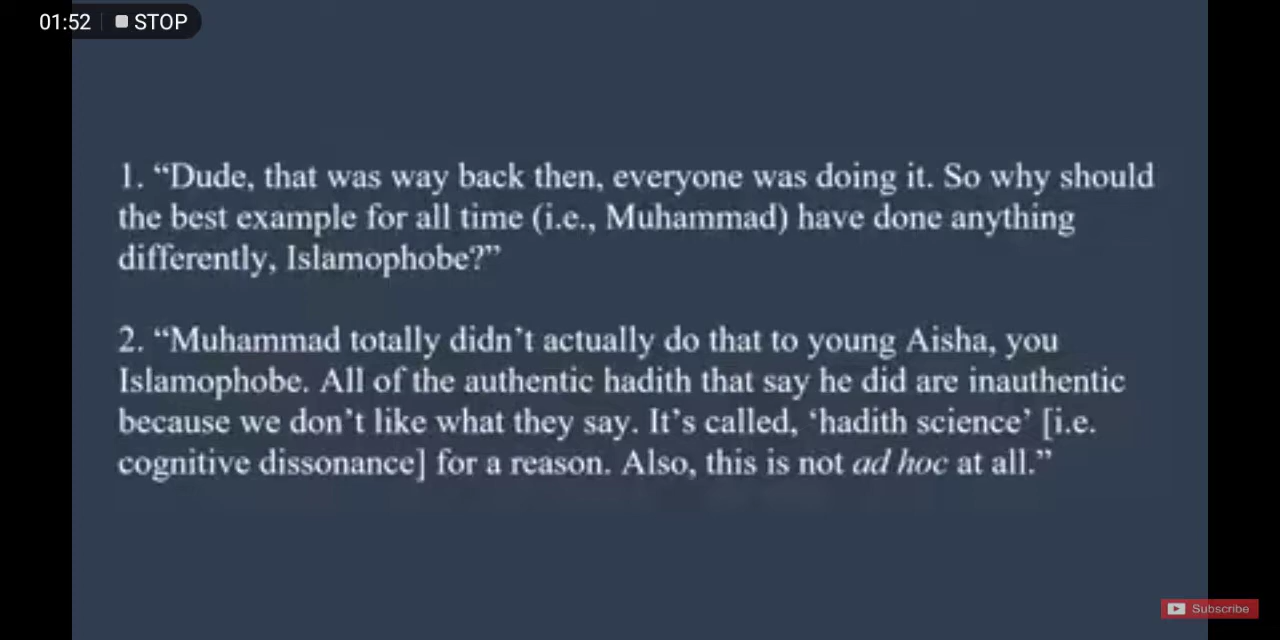 01:52 STOP
1. “Dude, that was way back then, everyone was doing it. So why should
the best example for all time (i.e., Muhammad) have done anything
differently, Islamophobe?”
2. “Muhammad totally didn’t actually do that to young Aisha, you
Islamophobe. All of the authentic hadith that say he did are inauthentic
because we don’t like what they say. It’s called, ‘hadith science’ [i.e.
cognitive dissonance] for a reason. Also, this is not ad hoc at all.”
Subscribe